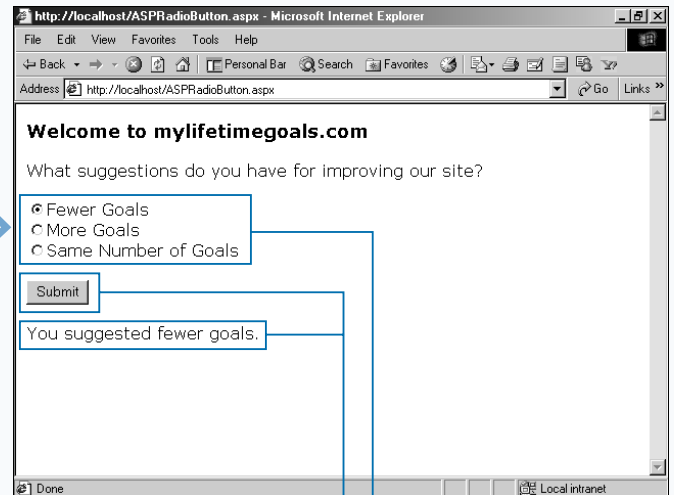 http://localhost/ASPRadioButton.aspx - Microsoft Internet Explorer
File Edit View Favorites Tools Help
Back Personal Bar Search Favorites
Address http://localhost/ASPRadioButton.aspx Go Links »
Welcome to mylifetimegoals.com
What suggestions do you have for improving our site?
Fewer Goals
More Goals
Same Number of Goals
Submit
You suggested fewer goals.
Done Local intranet